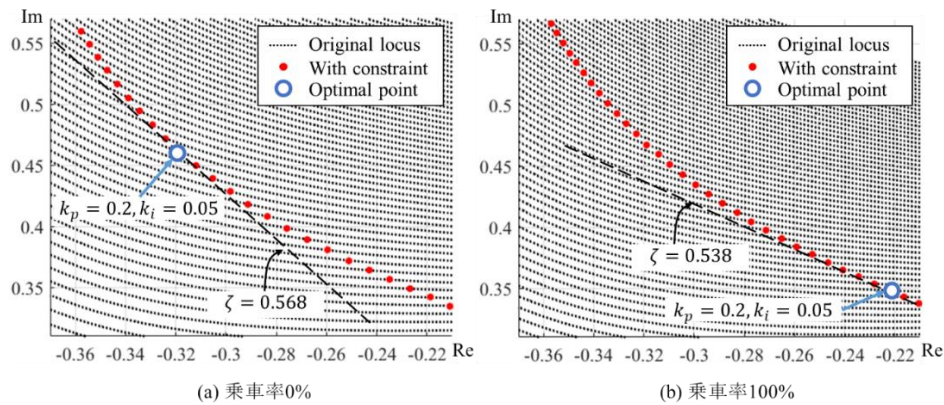 Im
0.55
0.5
0.45
0.4
0.35
-0.36 -0.34 -0.32 -0.3 -0.28 -0.26 -0.24 -0.22 Re
Original locus
With constraint
Optimal point
k_p = 0.2, k_i = 0.05
ζ = 0.568
(a) 乗車率0%
Im
0.55
0.5
0.45
0.4
0.35
-0.36 -0.34 -0.32 -0.3 -0.28 -0.26 -0.24 -0.22 Re
Original locus
With constraint
Optimal point
ζ = 0.538
k_p = 0.2, k_i = 0.05
(b) 乗車率100%